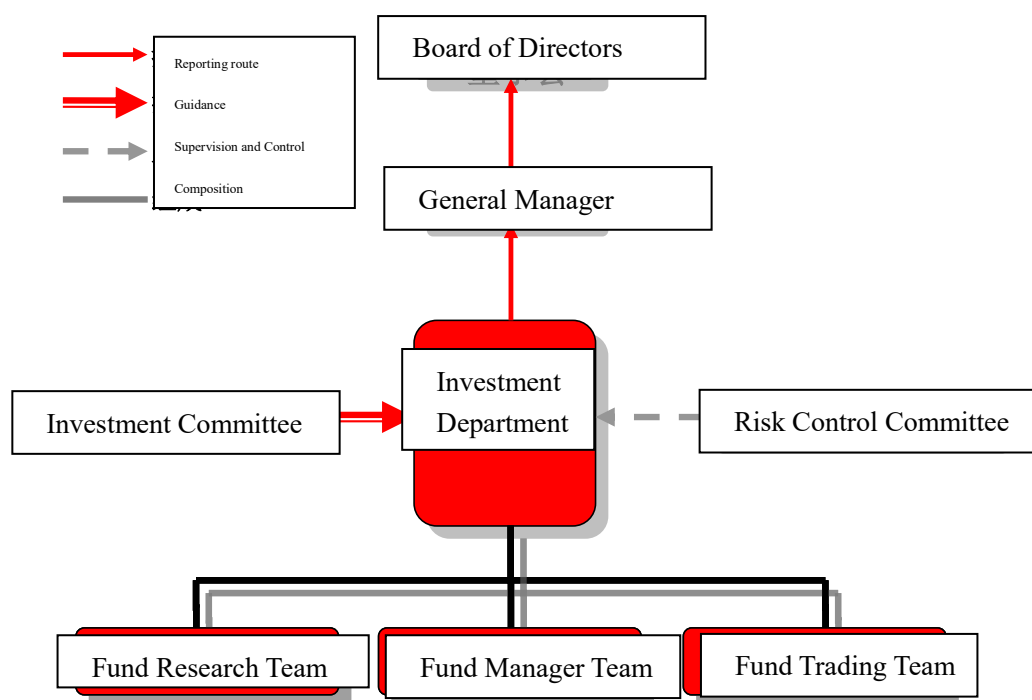 Reporting route
Guidance
Supervision and Control
Composition
Board of Directors
General Manager
Investment Committee
Investment
Department
Risk Control Committee
Fund Research Team
Fund Manager Team
Fund Trading Team